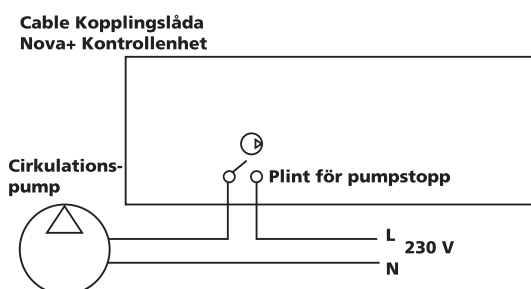 Cable Kopplingslåda
Nova+ Kontrollenhet
Cirkulations-
pump
Plint för pumpstopp
L
230 V
N